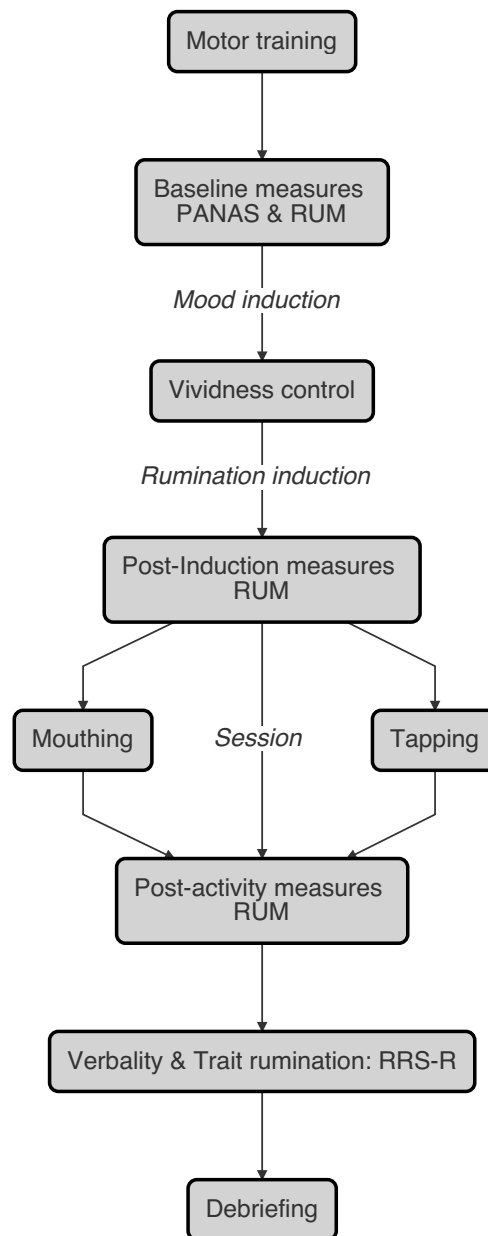 Motor training
Baseline measures
PANAS & RUM
Mood induction
Vividness control
Rumination induction
Post-Induction measures
RUM
Mouthing
Session
Tapping
Post-activity measures
RUM
Verbality & Trait rumination: RRS-R
Debriefing